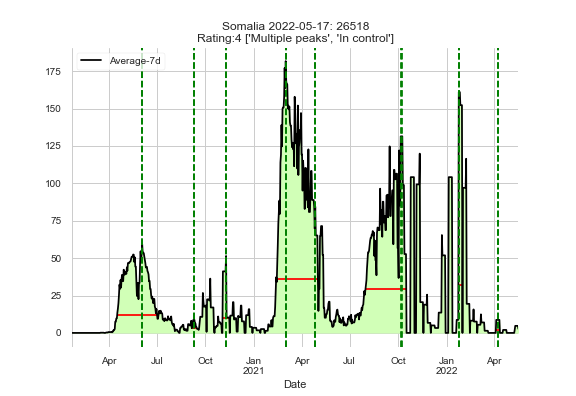 Somalia 2022-05-17: 26518
Rating:4 ['Multiple peaks', 'In control']
Average-7d
175
150
125
100
75
50
25
0
Apr Jul Oct Jan Apr Jul Oct Jan Apr
2021 2022
Date